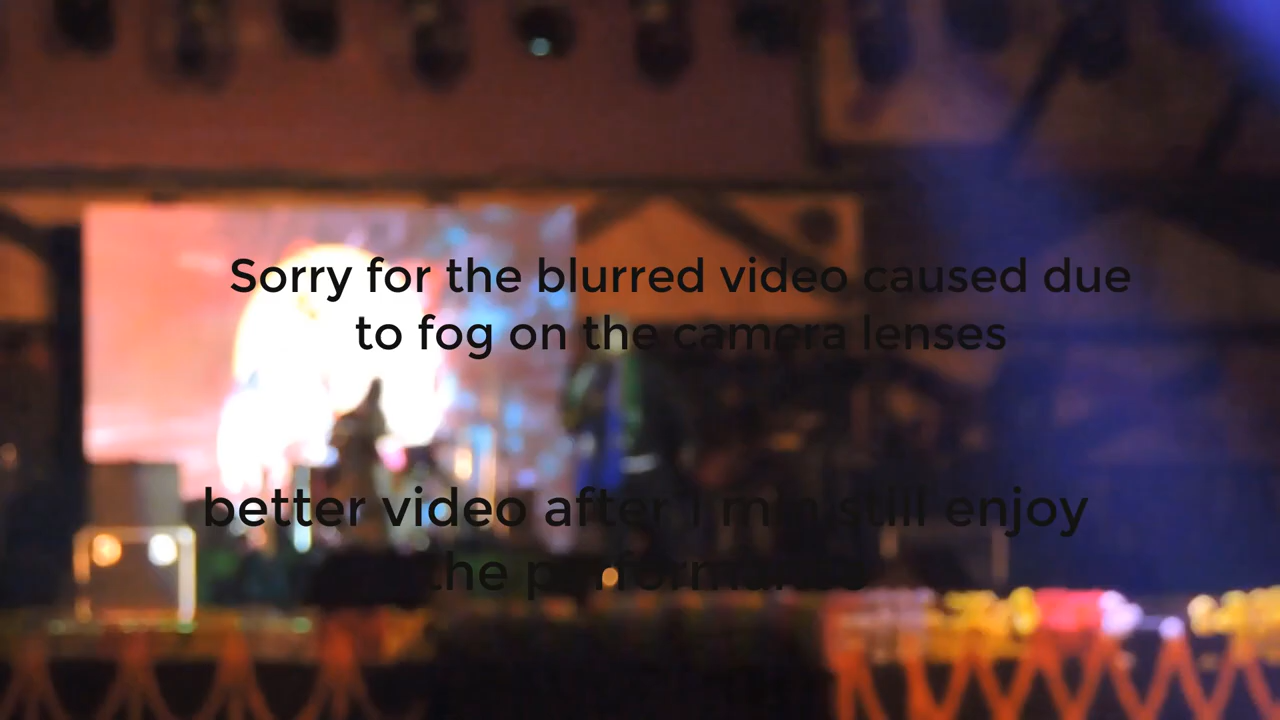 Sorry for the blurred video caused due
to fog on the camera lenses
better video after 1 min still enjoy
the performance